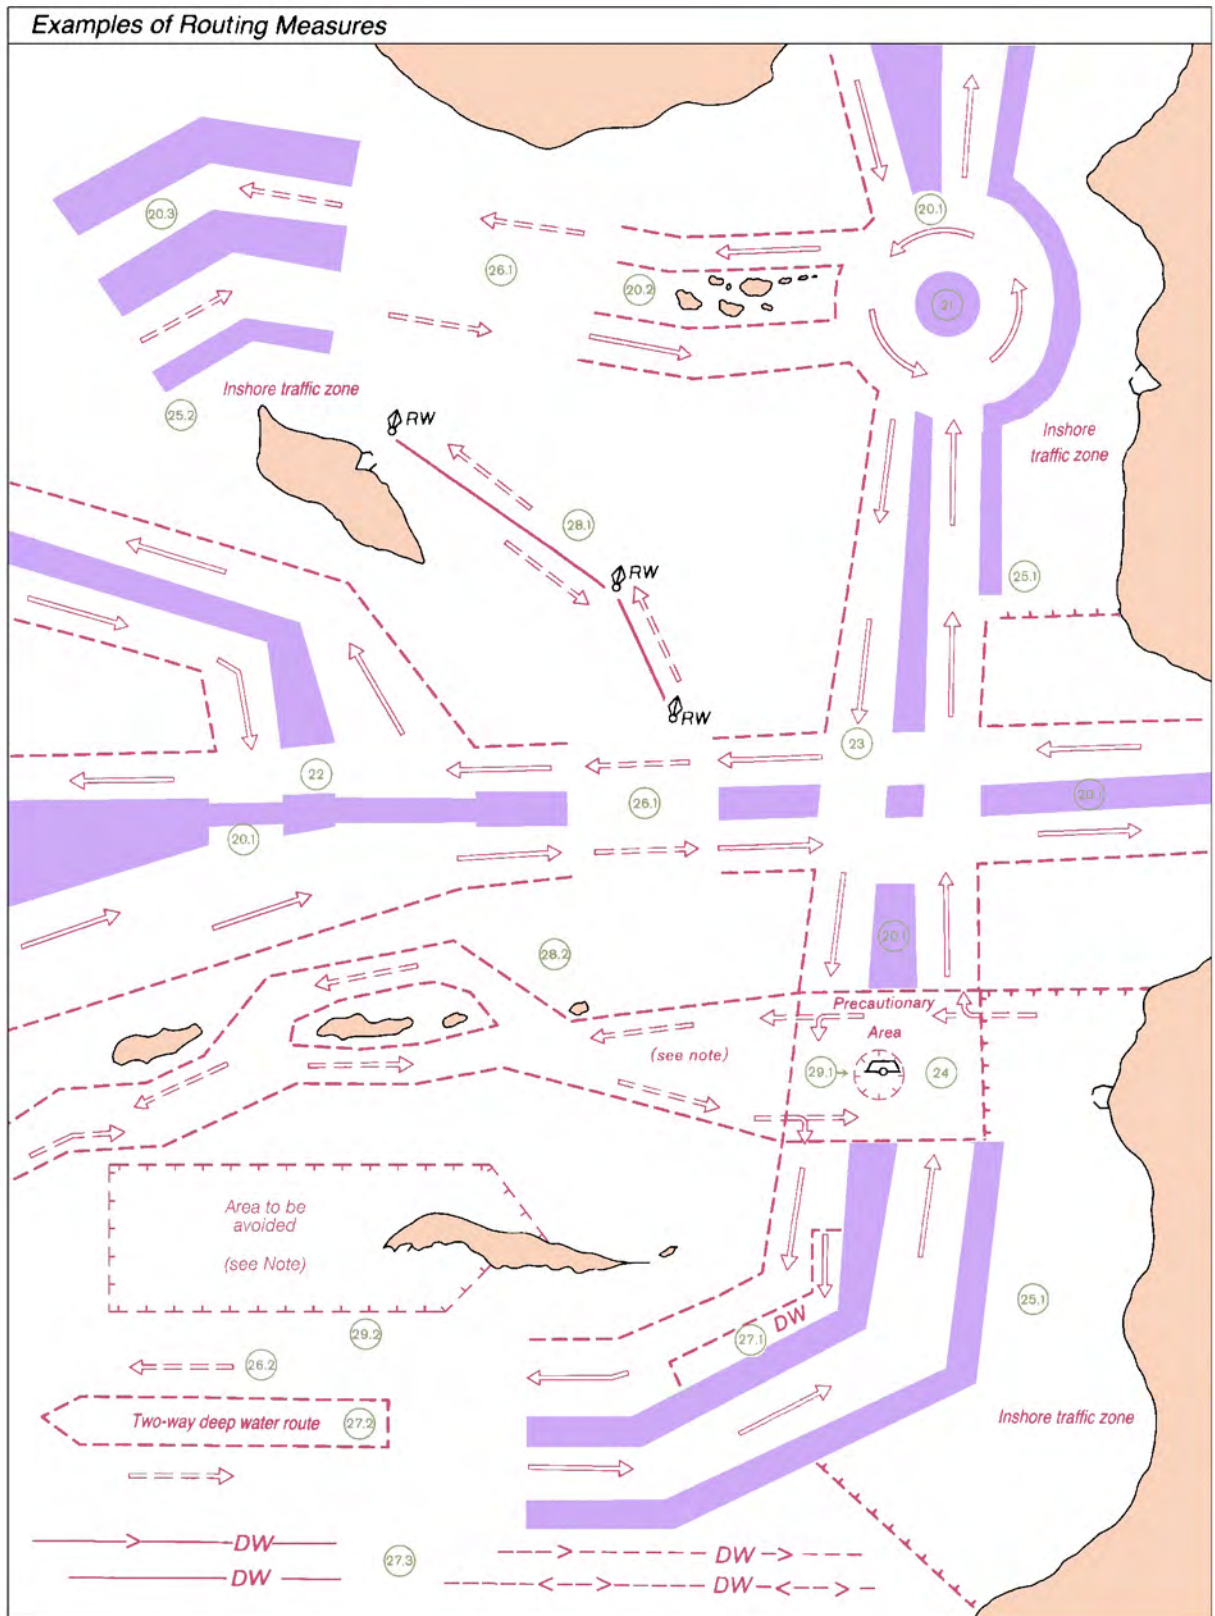 Examples of Routing Measures
20.3
20.1
26.1
20.2
21
Inshore traffic zone
25.2
RW
Inshore
traffic zone
28.1
RW
25.1
RW
23
22
26.1
20.1
20.1
20.1
28.2
Precautionary
Area
(see note)
29.1
24
Area to be
avoided
(see Note)
25.1
DW
27.1
29.2
26.2
Two-way deep water route
27.2
Inshore traffic zone
DW
DW
27.3
DW
DW